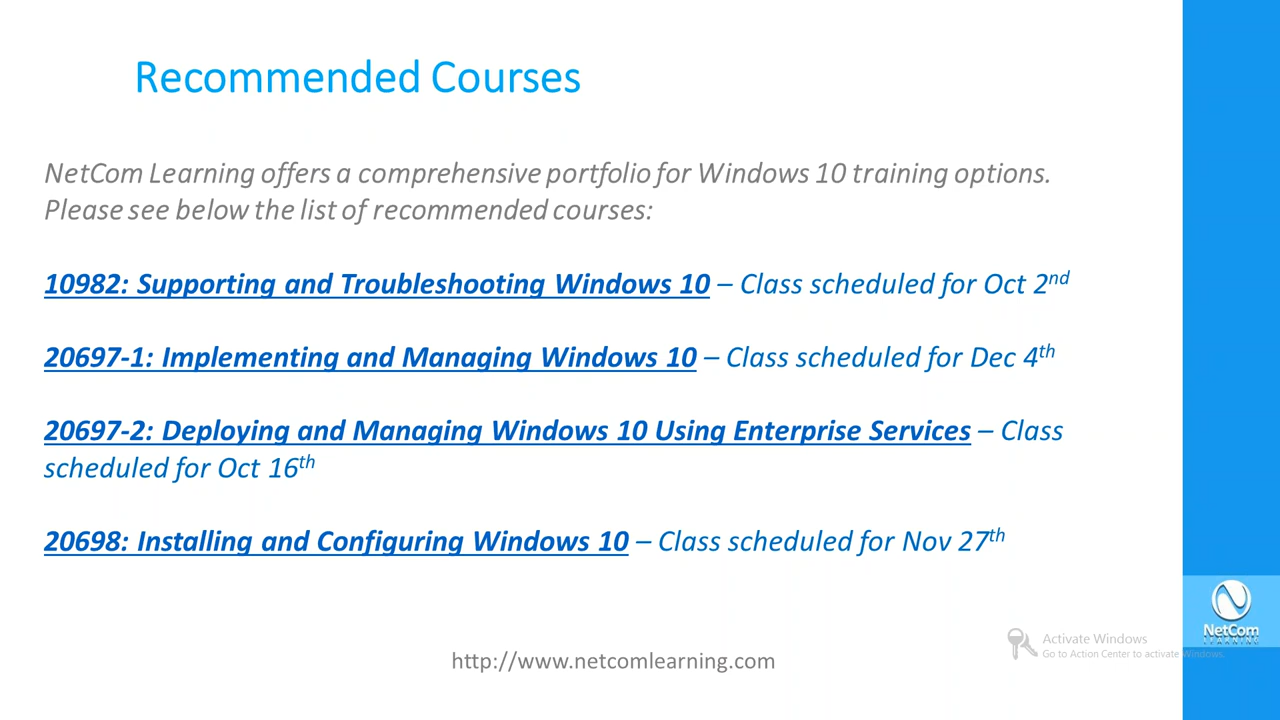 Recommended Courses
NetCom Learning offers a comprehensive portfolio for Windows 10 training options.
Please see below the list of recommended courses:
10982: Supporting and Troubleshooting Windows 10 – Class scheduled for Oct 2nd
20697-1: Implementing and Managing Windows 10 – Class scheduled for Dec 4th
20697-2: Deploying and Managing Windows 10 Using Enterprise Services – Class
scheduled for Oct 16th
20698: Installing and Configuring Windows 10 – Class scheduled for Nov 27th
NetCom
LEARNING
Activate Windows
Go to Action Center to activate Windows.
http://www.netcomlearning.com